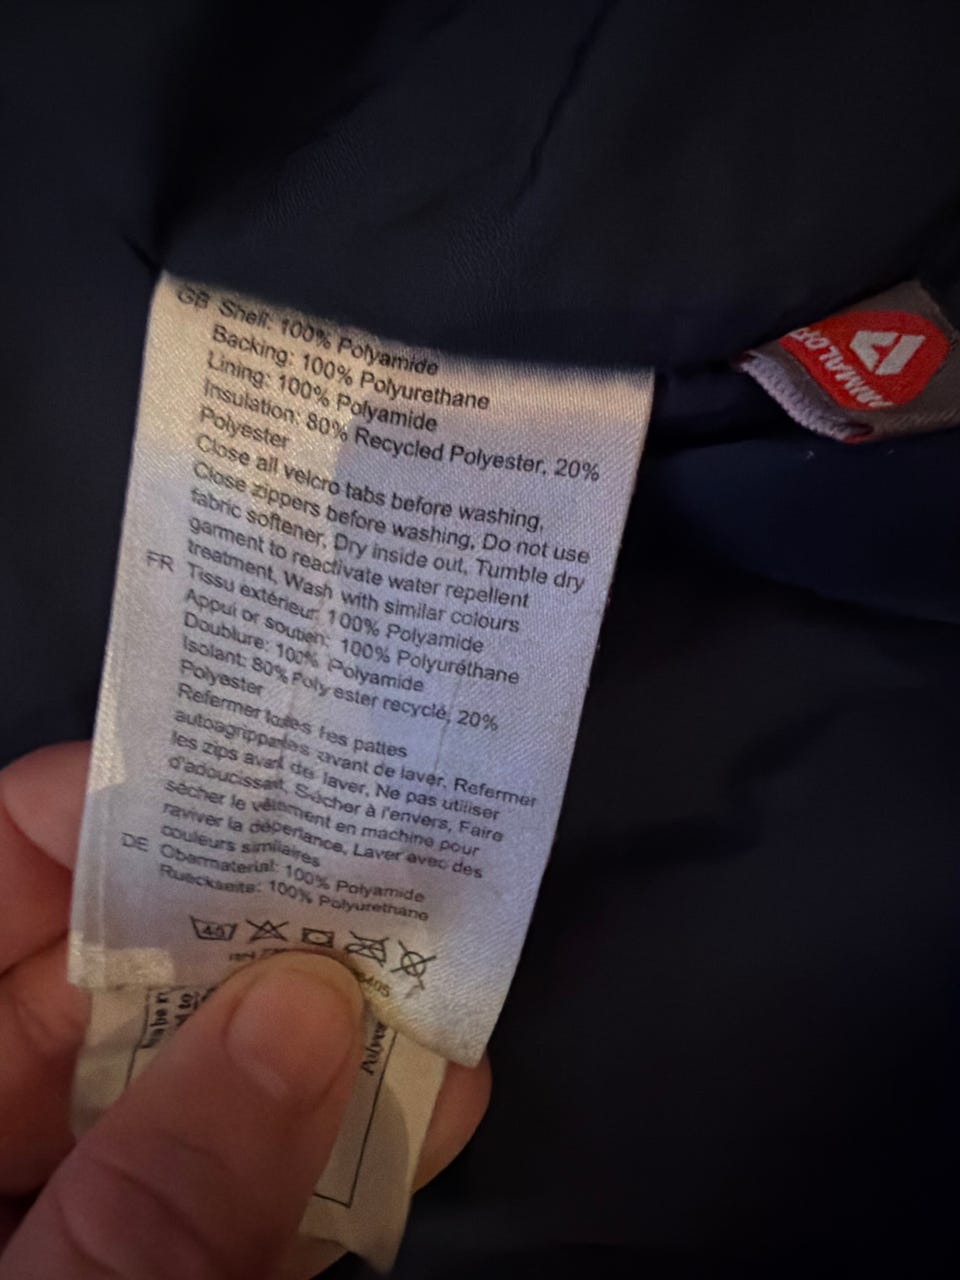 GB Shell: 100% Polyamide
Backing: 100% Polyurethane
Lining: 100% Polyamide
Insulation: 80% Recycled Polyester, 20%
Polyester
Close all velcro tabs before washing,
Close zippers before washing, Do not use
fabric softener, Dry inside out, Tumble dry
garment to reactivate water repellent
treatment, Wash with similar colours
FR Tissu extérieur: 100% Polyamide
Appui or soutien: 100% Polyuréthane
Doublure: 100% Polyamide
Isolant: 80% Polyester recyclé, 20%
Polyester
Refermer toutes les pattes
autoagrippantes avant de laver, Refermer
les zips avant de laver, Ne pas utiliser
d'adoucissant, Sécher à l'envers, Faire
sécher le vêtement en machine pour
raviver la déperlance, Laver avec des
couleurs similaires
DE Obermaterial: 100% Polyamide
Rueckseite: 100% Polyurethane
40